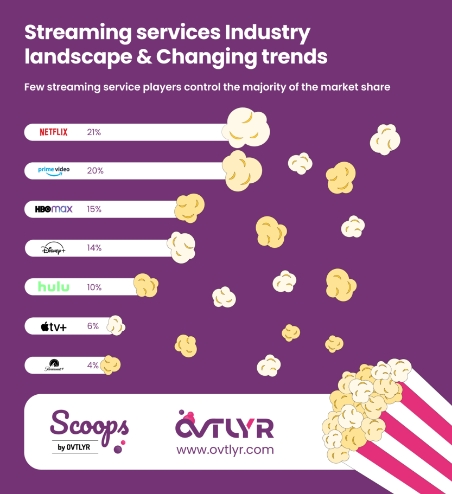 Streaming services Industry
landscape & Changing trends
Few streaming service players control the majority of the market share
NETFLIX 21%
prime video 20%
HBOmax 15%
Disney+ 14%
hulu 10%
tv+ 6%
Paramount+ 4%
Scoops
by OVTLYR
OVTLYR
www.ovtlyr.com